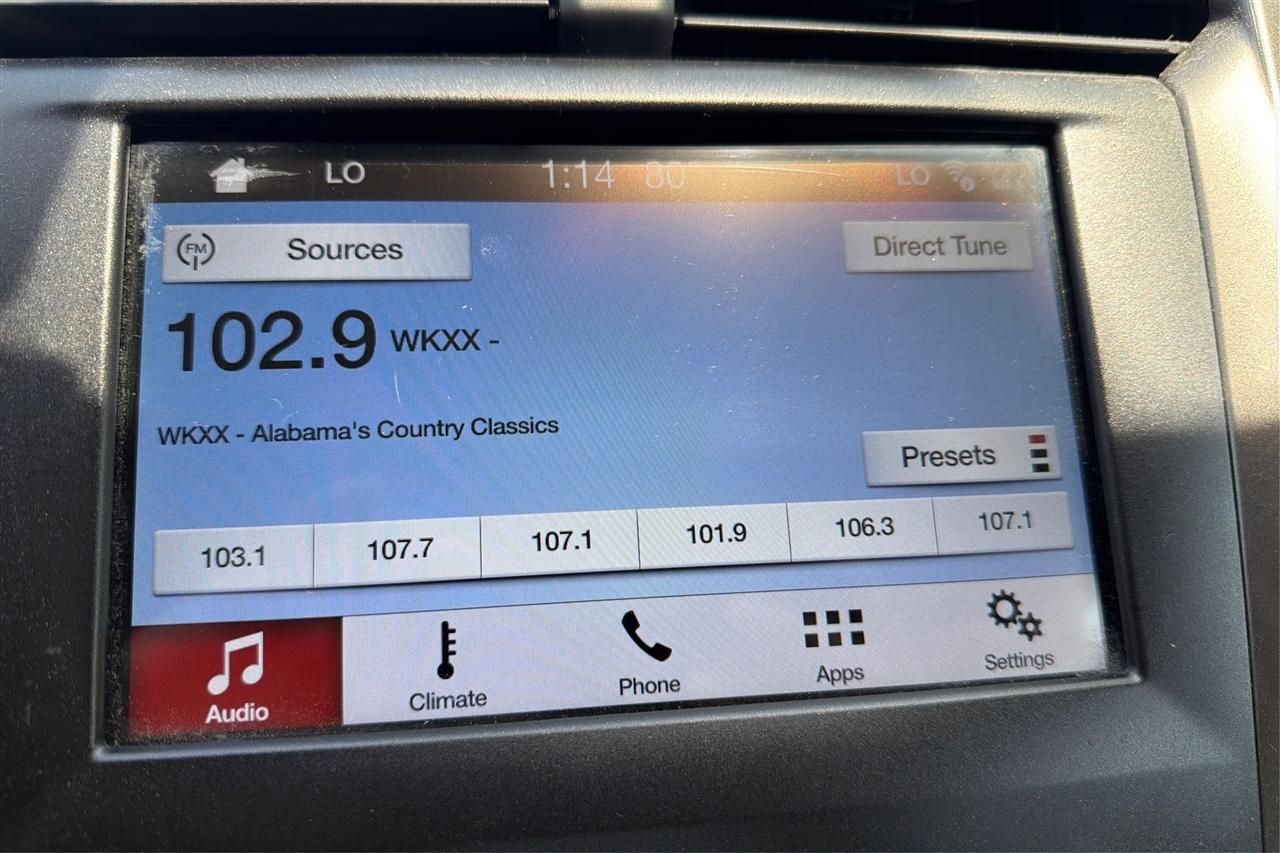 LO 1:14 80 LO
FM Sources Direct Tune
102.9 WKXX -
WKXX - Alabama's Country Classics
Presets
103.1 107.7 107.1 101.9 106.3 107.1
Audio Climate Phone Apps Settings